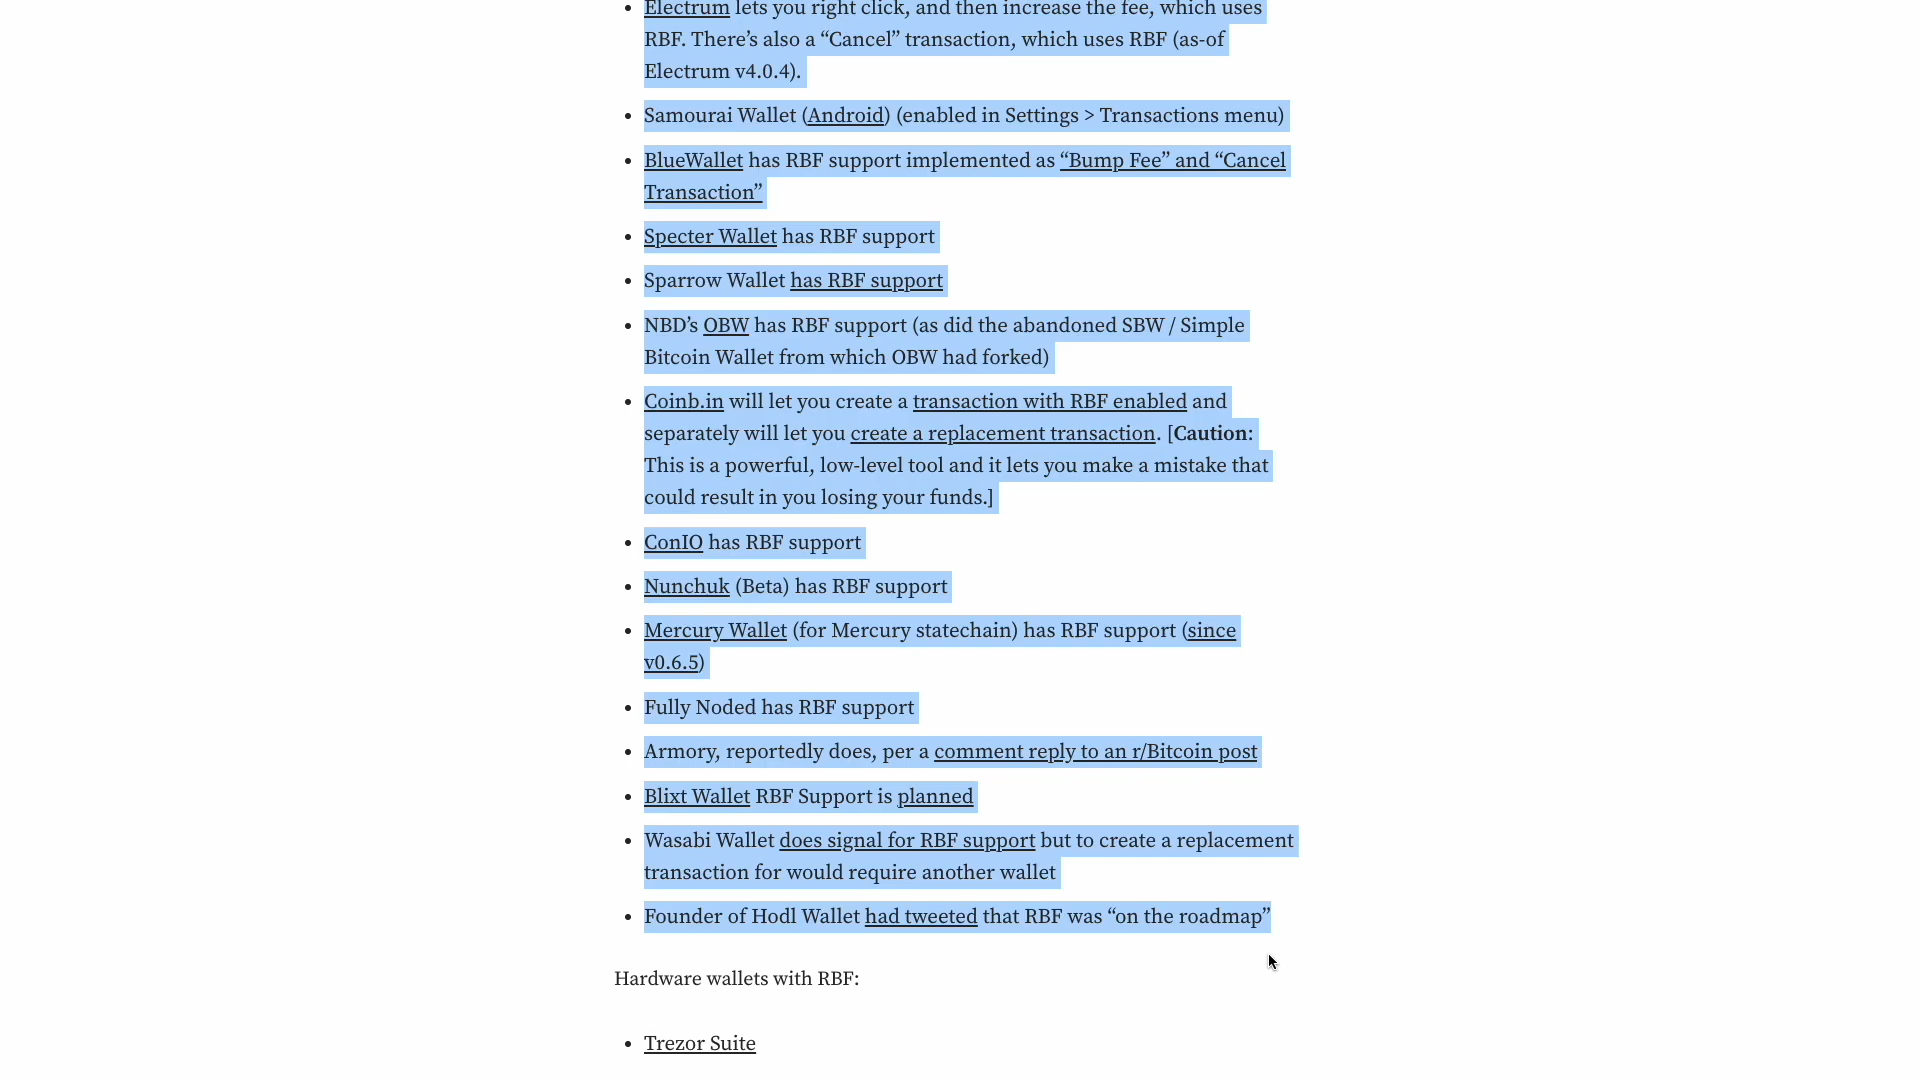 • Electrum lets you right click, and then increase the fee, which uses
RBF. There’s also a “Cancel” transaction, which uses RBF (as-of
Electrum v4.0.4).
• Samourai Wallet (Android) (enabled in Settings > Transactions menu)
• BlueWallet has RBF support implemented as “Bump Fee” and “Cancel
Transaction”
• Specter Wallet has RBF support
• Sparrow Wallet has RBF support
• NBD’s OBW has RBF support (as did the abandoned SBW / Simple
Bitcoin Wallet from which OBW had forked)
• Coinb.in will let you create a transaction with RBF enabled and
separately will let you create a replacement transaction. [Caution:
This is a powerful, low-level tool and it lets you make a mistake that
could result in you losing your funds.]
• ConIO has RBF support
• Nunchuk (Beta) has RBF support
• Mercury Wallet (for Mercury statechain) has RBF support (since
v0.6.5)
• Fully Noded has RBF support
• Armory, reportedly does, per a comment reply to an r/Bitcoin post
• Blixt Wallet RBF Support is planned
• Wasabi Wallet does signal for RBF support but to create a replacement
transaction for would require another wallet
• Founder of Hodl Wallet had tweeted that RBF was “on the roadmap”
Hardware wallets with RBF:
• Trezor Suite